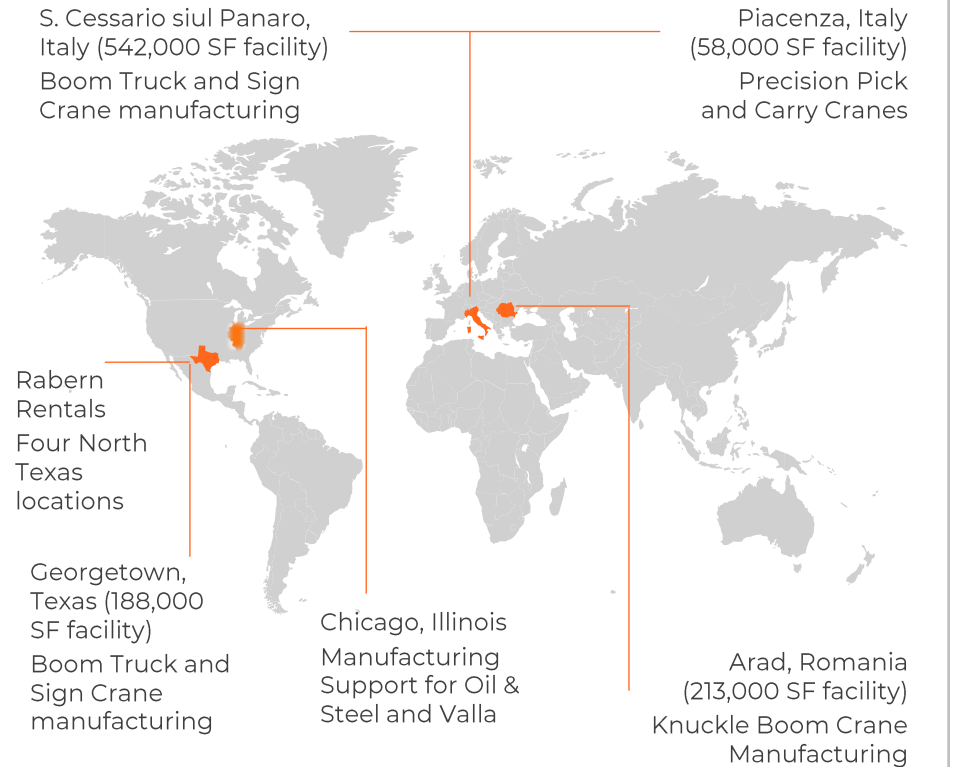 S. Cessario siul Panaro,
Italy (542,000 SF facility)
Boom Truck and Sign
Crane manufacturing
Piacenza, Italy
(58,000 SF facility)
Precision Pick
and Carry Cranes
Rabern
Rentals
Four North
Texas
locations
Georgetown,
Texas (188,000
SF facility)
Boom Truck and
Sign Crane
manufacturing
Chicago, Illinois
Manufacturing
Support for Oil &
Steel and Valla
Arad, Romania
(213,000 SF facility)
Knuckle Boom Crane
Manufacturing